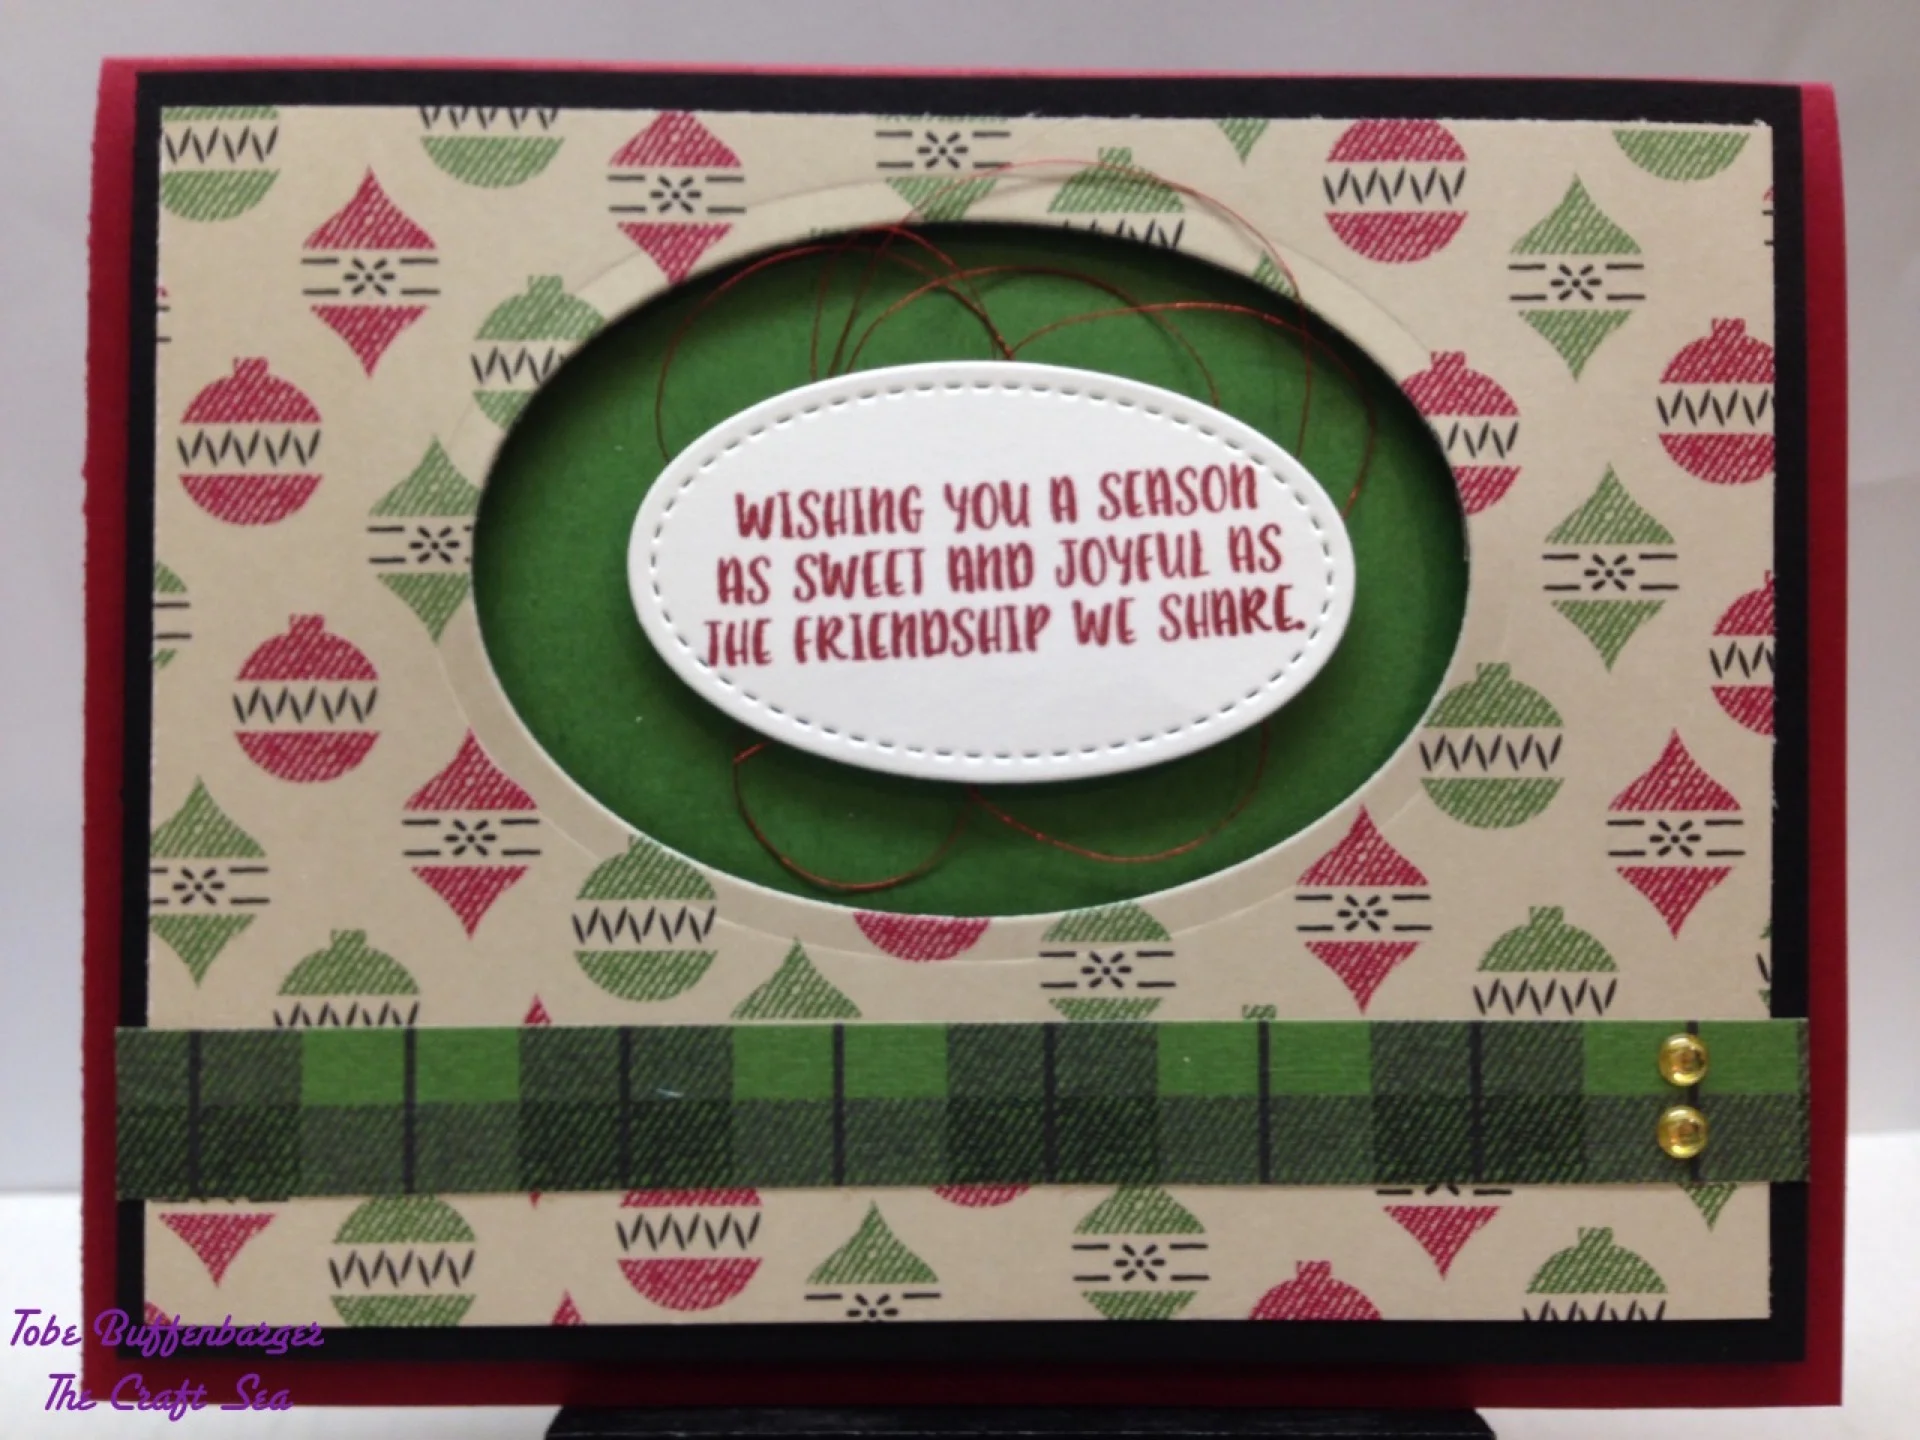 WISHING YOU A SEASON
AS SWEET AND JOYFUL AS
THE FRIENDSHIP WE SHARE.
Tobe Buffenbarger
The Craft Sea